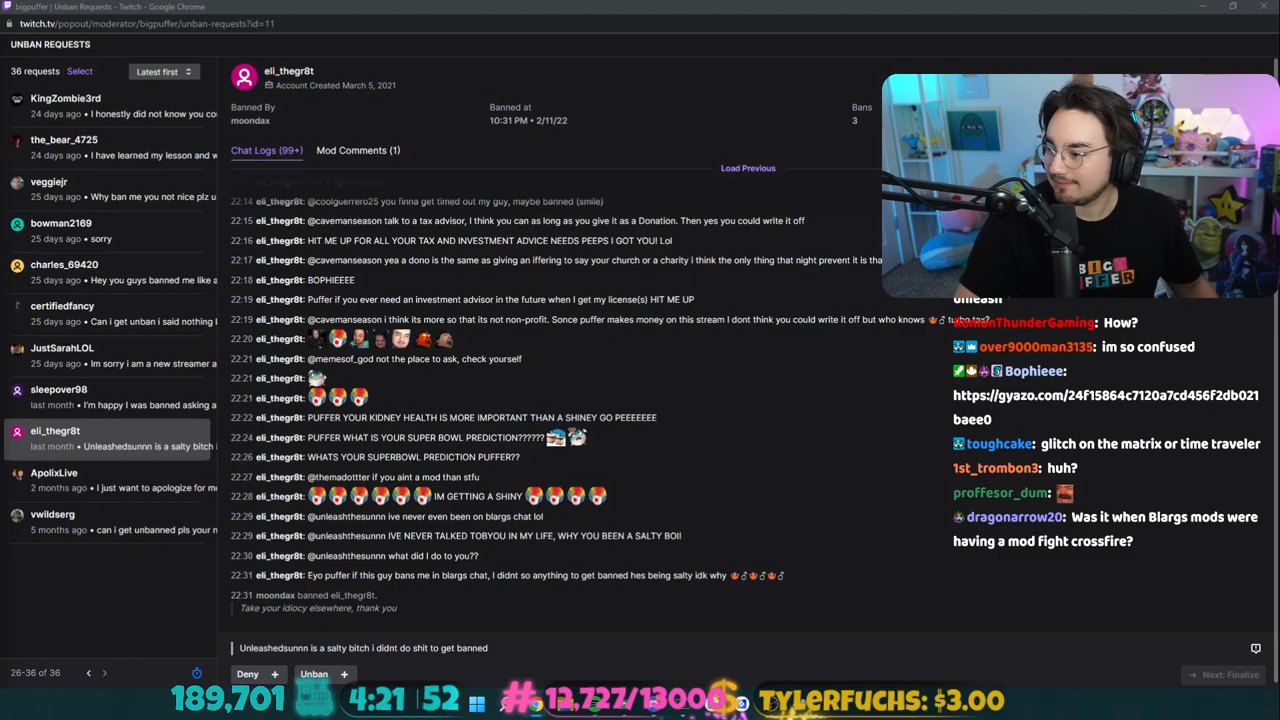 bigpuffer - Unban Requests - Twitch - Google Chrome
twitch.tv/popout/moderator/bigpuffer/unban-requests?id=11
UNBAN REQUESTS
36 requests Select Latest first
KingZombie3rd
24 days ago • I honestly did not know you cou
the_bear_4725
24 days ago • I have learned my lesson and w
veggiejr
25 days ago • Why ban me you not nice plz u
bowman2169
25 days ago • sorry
charles_69420
25 days ago • Hey you guys banned me like a
certifiedfancy
25 days ago • Can i get unban i said nothing I
JustSarahLOL
25 days ago • Im sorry i am a new streamer a
sleepover98
last month • I'm happy I was banned asking a
eli_thegr8t
last month • Unleashedsunnn is a salty bitch i
ApolixLive
2 months ago • I just want to apologize for me
vwildserg
5 months ago • can i get unbanned pls your m
26-36 of 36
eli_thegr8t
Account Created March 5, 2021
Banned By
moondax
Banned at
10:31 PM • 2/11/22
Bans
3
Chat Logs (99+) Mod Comments (1)
Load Previous
22:14 eli_thegr8t: @coolguerrero25 you finna get timed out my guy, maybe banned (smile)
22:15 eli_thegr8t: @cavemanseason talk to a tax advisor, I think you can as long as you give it as a Donation. Then yes you could write it off
22:16 eli_thegr8t: HIT ME UP FOR ALL YOUR TAX AND INVESTMENT ADVICE NEEDS PEEPS I GOT YOU! Lol
22:17 eli_thegr8t: @cavemanseason yea a dono is the same as giving an iffering to say your church or a charity i think the only thing that night prevent it is tha
22:18 eli_thegr8t: BOPHIEEEE
22:19 eli_thegr8t: Puffer if you ever need an investment advisor in the future when I get my license(s) HIT ME UP
22:19 eli_thegr8t: @cavemanseason i think its more so that its not non-profit. Sonce puffer makes money on this stream I dont think you could write it off but who knows 🤷‍♂ turbo tax?
22:20 eli_thegr8t:
22:21 eli_thegr8t: @memesof_god not the place to ask, check yourself
22:21 eli_thegr8t:
22:21 eli_thegr8t:
22:22 eli_thegr8t: PUFFER YOUR KIDNEY HEALTH IS MORE IMPORTANT THAN A SHINEY GO PEEEEEE
22:24 eli_thegr8t: PUFFER WHAT IS YOUR SUPER BOWL PREDICTION??????
22:26 eli_thegr8t: WHATS YOUR SUPERBOWL PREDICTION PUFFER??
22:27 eli_thegr8t: @themadottter if you aint a mod than stfu
22:28 eli_thegr8t: IM GETTING A SHINY
22:29 eli_thegr8t: @unleashthesunnn ive never even been on blargs chat lol
22:29 eli_thegr8t: @unleashthesunnn IVE NEVER TALKED TOBYOU IN MY LIFE, WHY YOU BEEN A SALTY BOI!
22:30 eli_thegr8t: @unleashthesunnn what did I do to you??
22:31 eli_thegr8t: Eyo puffer if this guy bans me in blargs chat, I didnt so anything to get banned hes being salty idk why
22:31 moondax banned eli_thegr8t.
Take your idiocy elsewhere, thank you
Unleashedsunnn is a salty bitch i didnt do shit to get banned
Deny + Unban + Next: Finalize
BIG
PUFFER
unleash
RomanThunderGaming: How?
over9000man3135: im so confused
Bophieee:
https://gyazo.com/24f15864c7120a7cd456f2db021
baee0
toughcake: glitch on the matrix or time traveler
1st_trombon3: huh?
proffesor_dum:
dragonarrow20: Was it when Blargs mods were
having a mod fight crossfire?
189,701 4:21 52 12,727/13000 TYLERFUCHS: $3.00